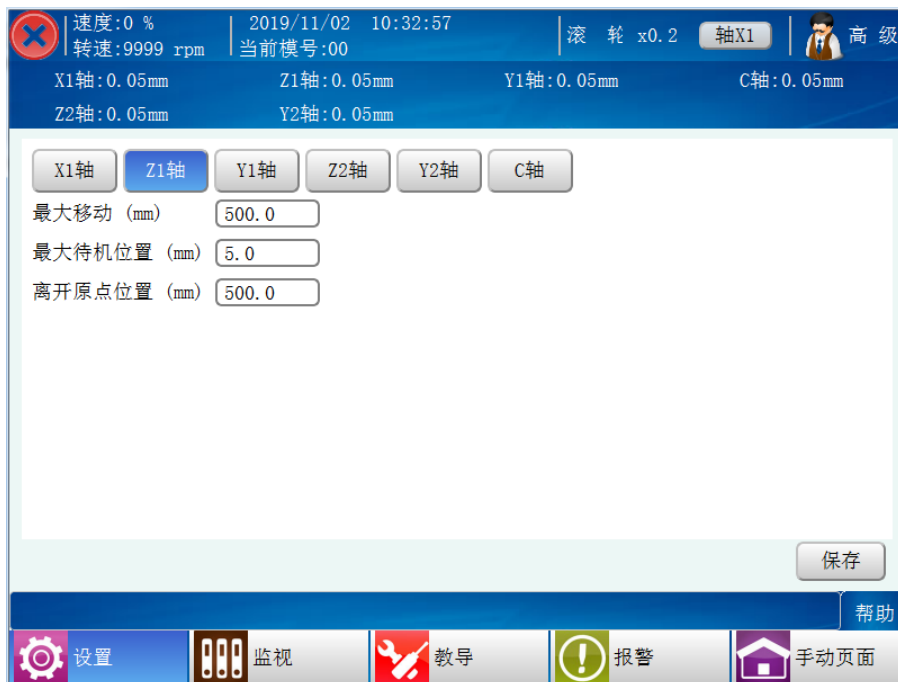 速度:0 % 2019/11/02 10:32:57 滚 轮 x0.2 轴X1 高 级
转速:9999 rpm 当前模号:00
X1轴:0.05mm Z1轴:0.05mm Y1轴:0.05mm C轴:0.05mm
Z2轴:0.05mm Y2轴:0.05mm
X1轴 Z1轴 Y1轴 Z2轴 Y2轴 C轴
最大移动 (mm) 500.0
最大待机位置 (mm) 5.0
离开原点位置 (mm) 500.0
保存
帮助
设置 监视 教导 报警 手动页面